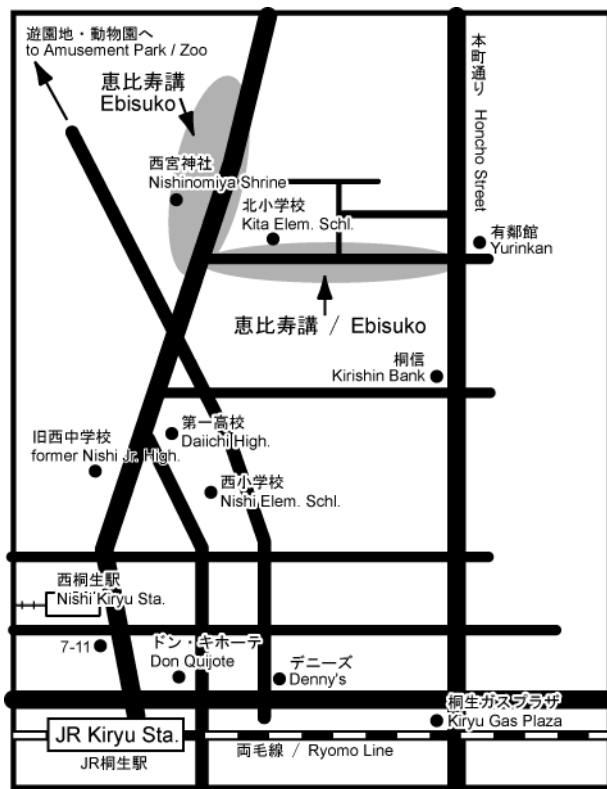 遊園地・動物園へ
to Amusement Park / Zoo
恵比寿講
Ebisuko
本町通り Honcho Street
西宮神社
Nishinomiya Shrine
北小学校
Kita Elem. Schl.
有鄰館
Yurinkan
恵比寿講 / Ebisuko
桐信
Kirishin Bank
第一高校
Daiichi High.
旧西中学校
former Nishi Jr. High.
西小学校
Nishi Elem. Schl.
西桐生駅
Nishi Kiryu Sta.
7-11
ドン・キホーテ
Don Quijote
デニーズ
Denny's
桐生ガスプラザ
Kiryu Gas Plaza
JR Kiryu Sta.
JR桐生駅
両毛線 / Ryomo Line